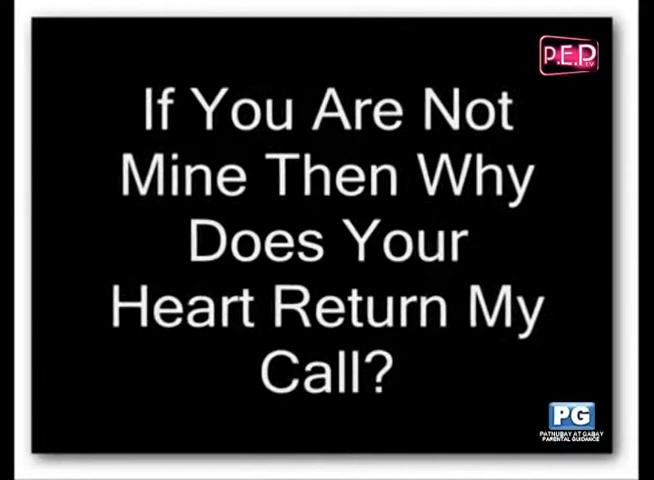 P.E.P
TV
If You Are Not
Mine Then Why
Does Your
Heart Return My
Call?
PG
PATNUBAY AT GABAY
PARENTAL GUIDANCE